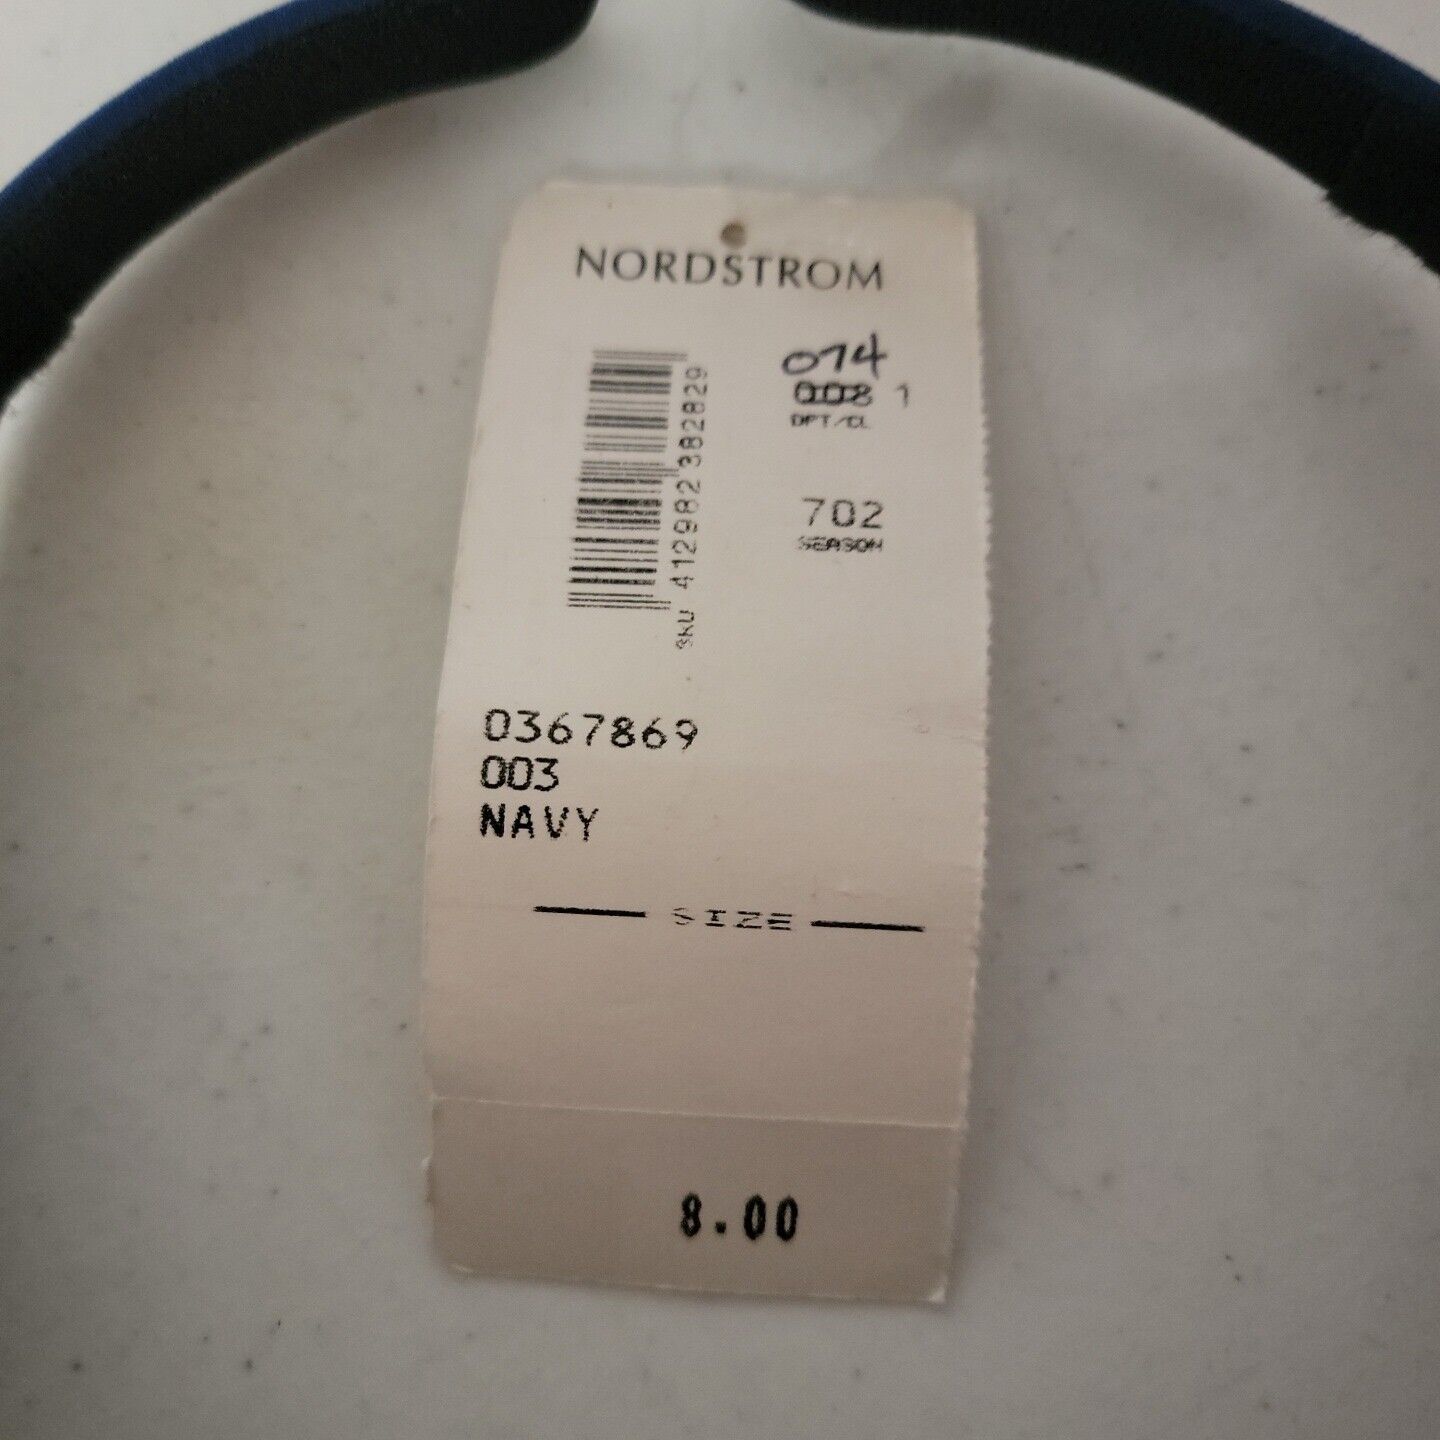 NORDSTROM
074
008 1
DPT/CL
SKU 412982382829
702
SEASON
0367869
003
NAVY
SIZE
8.00